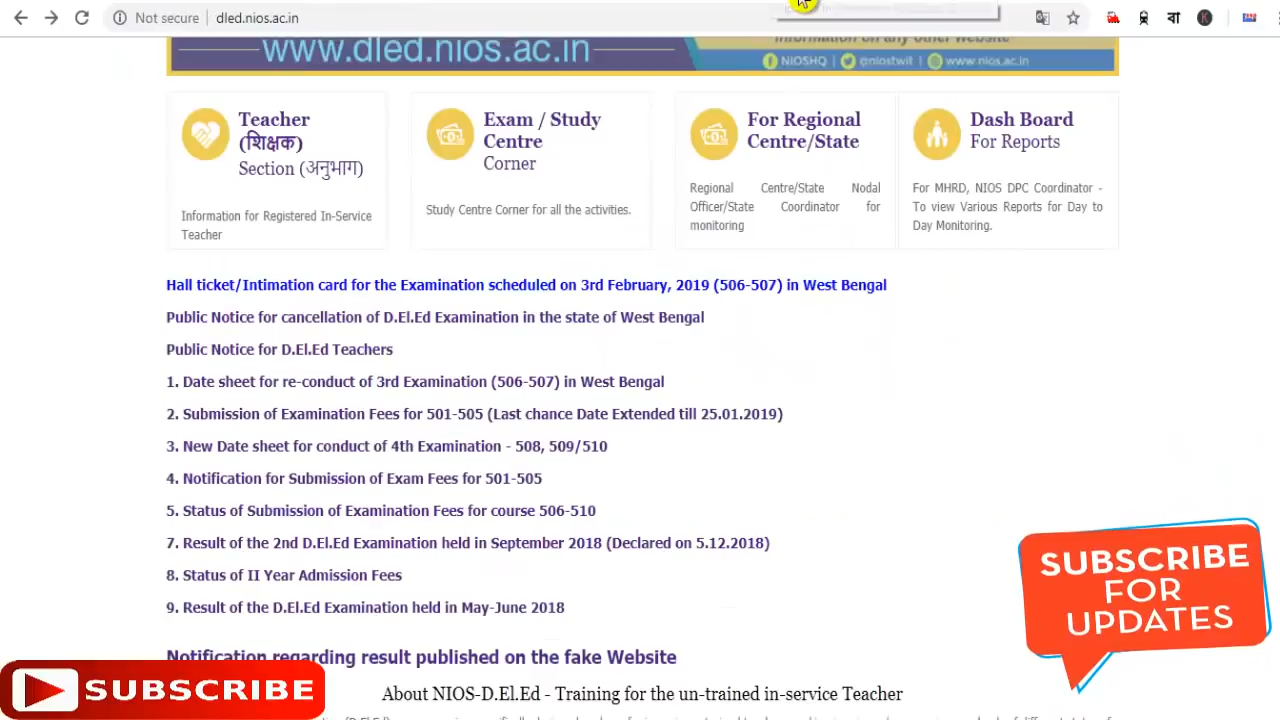 Not secure | dled.nios.ac.in
www.dled.nios.ac.in
information on any other website
NIOSHQ @niostwit www.nios.ac.in
Teacher
(शिक्षक)
Section (अनुभाग)
Information for Registered In-Service
Teacher
Exam / Study
Centre
Corner
Study Centre Corner for all the activities.
For Regional
Centre/State
Regional Centre/State Nodal
Officer/State Coordinator for
monitoring
Dash Board
For Reports
For MHRD, NIOS DPC Coordinator -
To view Various Reports for Day to
Day Monitoring.
Hall ticket/Intimation card for the Examination scheduled on 3rd February, 2019 (506-507) in West Bengal
Public Notice for cancellation of D.El.Ed Examination in the state of West Bengal
Public Notice for D.El.Ed Teachers
1. Date sheet for re-conduct of 3rd Examination (506-507) in West Bengal
2. Submission of Examination Fees for 501-505 (Last chance Date Extended till 25.01.2019)
3. New Date sheet for conduct of 4th Examination - 508, 509/510
4. Notification for Submission of Exam Fees for 501-505
5. Status of Submission of Examination Fees for course 506-510
7. Result of the 2nd D.El.Ed Examination held in September 2018 (Declared on 5.12.2018)
8. Status of II Year Admission Fees
9. Result of the D.El.Ed Examination held in May-June 2018
Notification regarding result published on the fake Website
About NIOS-D.El.Ed - Training for the un-trained in-service Teacher
SUBSCRIBE
FOR
UPDATES
SUBSCRIBE